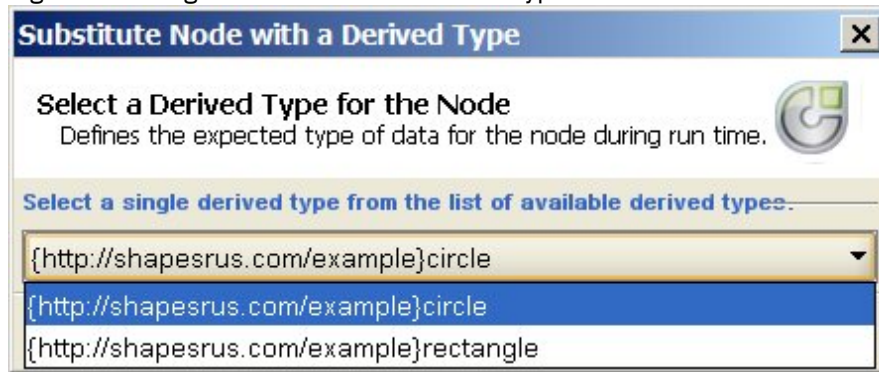 Substitute Node with a Derived Type
Select a Derived Type for the Node
Defines the expected type of data for the node during run time.
Select a single derived type from the list of available derived types.
{http://shapesrus.com/example}circle
{http://shapesrus.com/example}circle
{http://shapesrus.com/example}rectangle